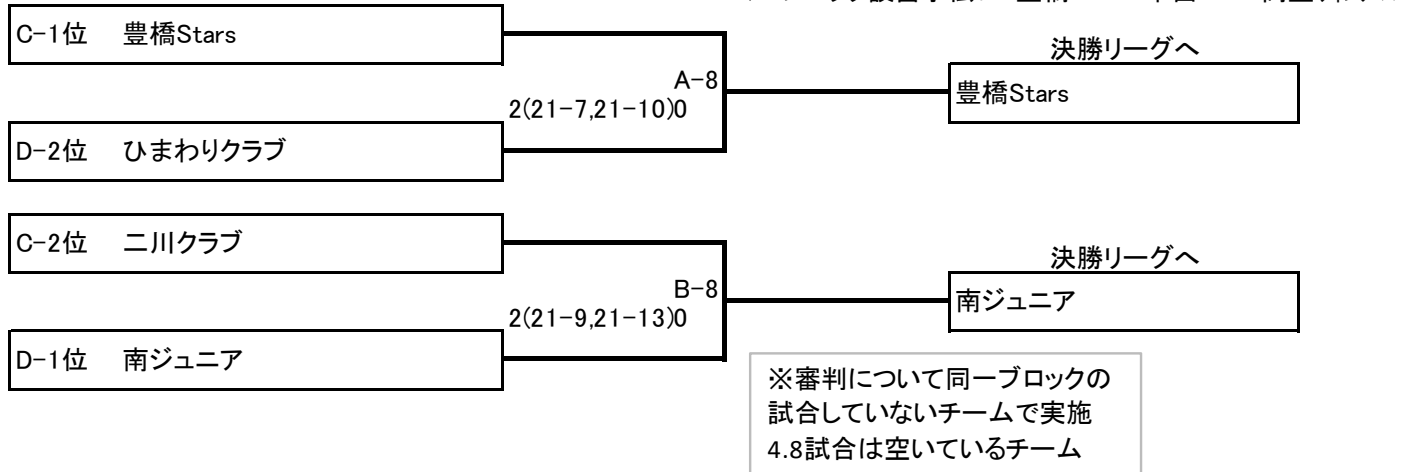 C-1位 豊橋Stars
決勝リーグへ
A-8
豊橋Stars
2(21-7,21-10)0
D-2位 ひまわりクラブ
C-2位 二川クラブ
決勝リーグへ
B-8
南ジュニア
2(21-9,21-13)0
D-1位 南ジュニア
※審判について同一ブロックの
試合していないチームで実施
4.8試合は空いているチーム